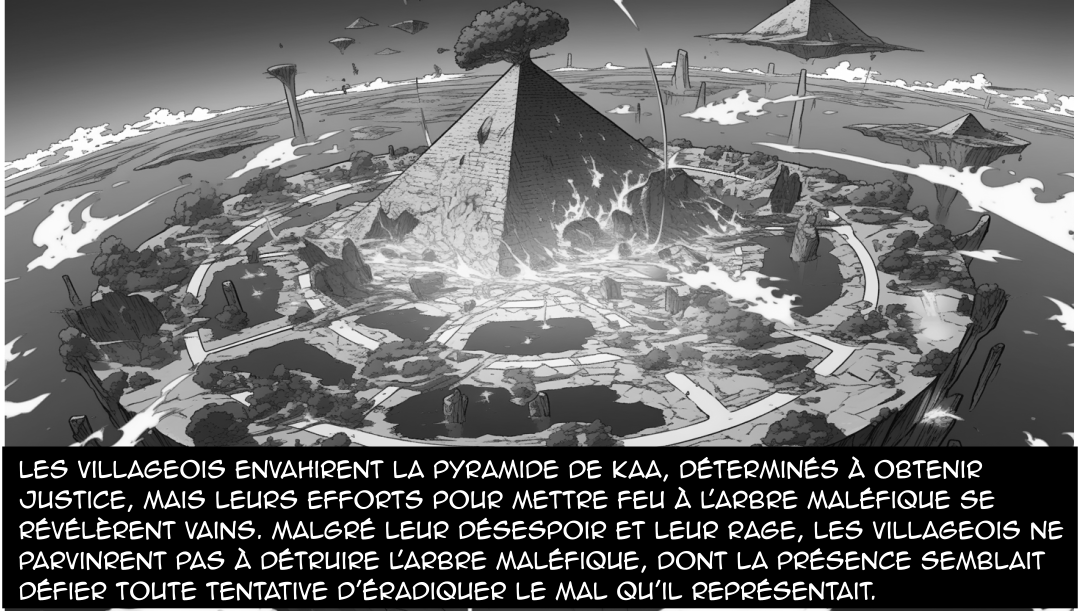 LES VILLAGEOIS ENVAHIRENT LA PYRAMIDE DE KAA, DÉTERMINÉS À OBTENIR
JUSTICE, MAIS LEURS EFFORTS POUR METTRE FEU À L'ARBRE MALÉFIQUE SE
RÉVÉLÈRENT VAINS. MALGRÉ LEUR DÉSESPOIR ET LEUR RAGE, LES VILLAGEOIS NE
PARVINRENT PAS À DÉTRUIRE L'ARBRE MALÉFIQUE, DONT LA PRÉSENCE SEMBLAIT
DÉFIER TOUTE TENTATIVE D'ÉRADIQUER LE MAL QU'IL REPRÉSENTAIT.